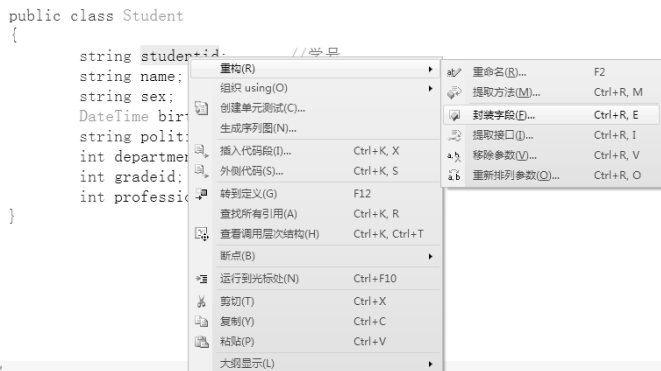 public class Student
{
string studentid; //学号
string name;
string sex;
DateTime
string
int
int gradeid;
int
}
重构(R)
组织 using(O)
创建单元测试(C)...
生成序列图(N)...
插入代码段(I)... Ctrl+K, X
外侧代码(S)... Ctrl+K, S
转到定义(G) F12
查找所有引用(A) Ctrl+K, R
查看调用层次结构(H) Ctrl+K, Ctrl+T
断点(B)
运行到光标处(N) Ctrl+F10
剪切(T) Ctrl+X
复制(Y) Ctrl+C
粘贴(P) Ctrl+V
大纲显示(L)
重命名(R)... F2
提取方法(M)... Ctrl+R, M
封装字段(F)... Ctrl+R, E
提取接口(I)... Ctrl+R, I
移除参数(V)... Ctrl+R, V
重新排列参数(O)... Ctrl+R, O